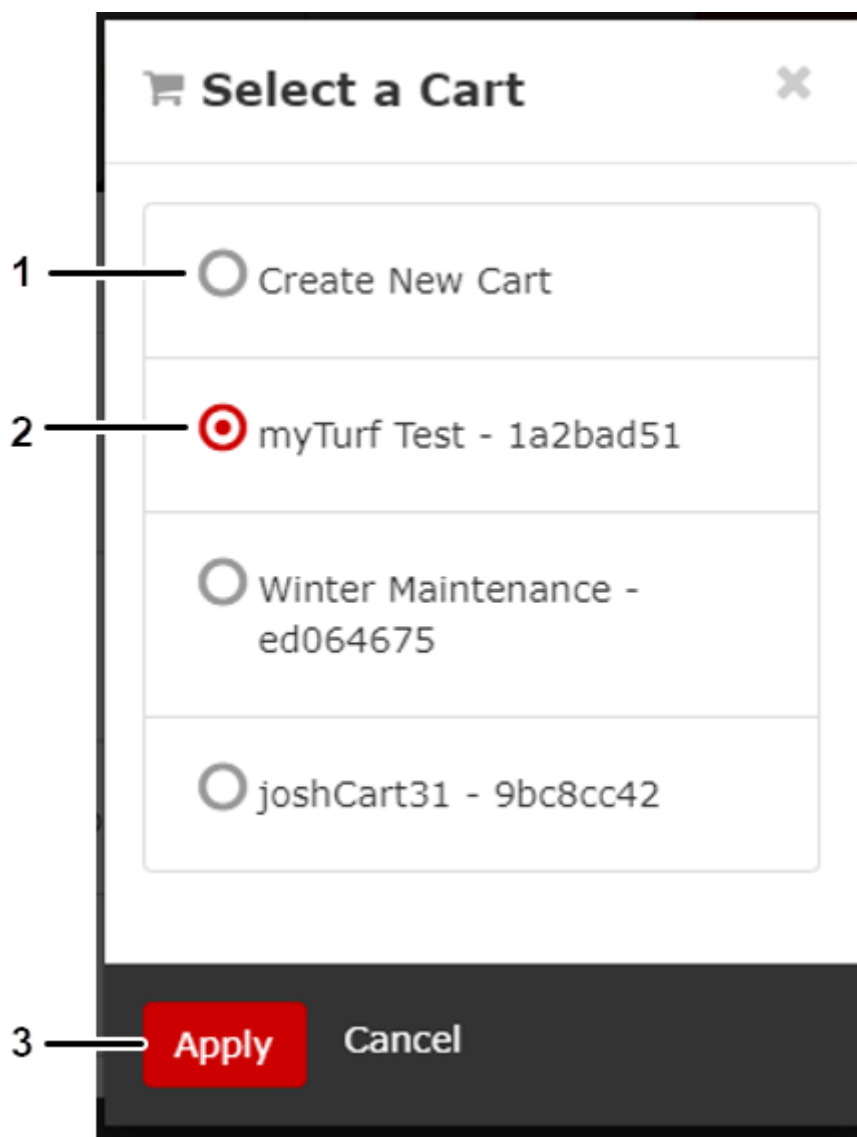 Select a Cart
1
Create New Cart
2
myTurf Test - 1a2bad51
Winter Maintenance -
ed064675
joshCart31 - 9bc8cc42
3
Apply Cancel